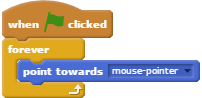 when clicked
forever
point towards mouse-pointer